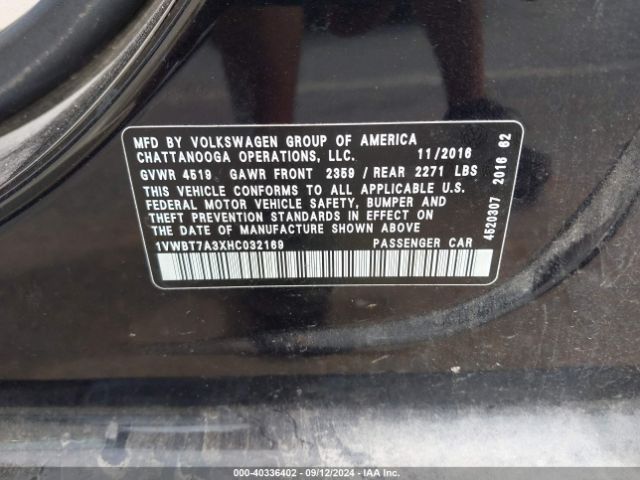 MFD BY VOLKSWAGEN GROUP OF AMERICA
CHATTANOOGA OPERATIONS, LLC. 11/2016
GVWR 4519 GAWR FRONT 2359 / REAR 2271 LBS
THIS VEHICLE CONFORMS TO ALL APPLICABLE U.S.
FEDERAL MOTOR VEHICLE SAFETY, BUMPER AND
THEFT PREVENTION STANDARDS IN EFFECT ON
THE DATE OF MANUFACTURE SHOWN ABOVE
1VWBT7A3XHC032169 PASSENGER CAR
4520307 2016 62
000-40336402 - 09/12/2024 - IAA Inc.